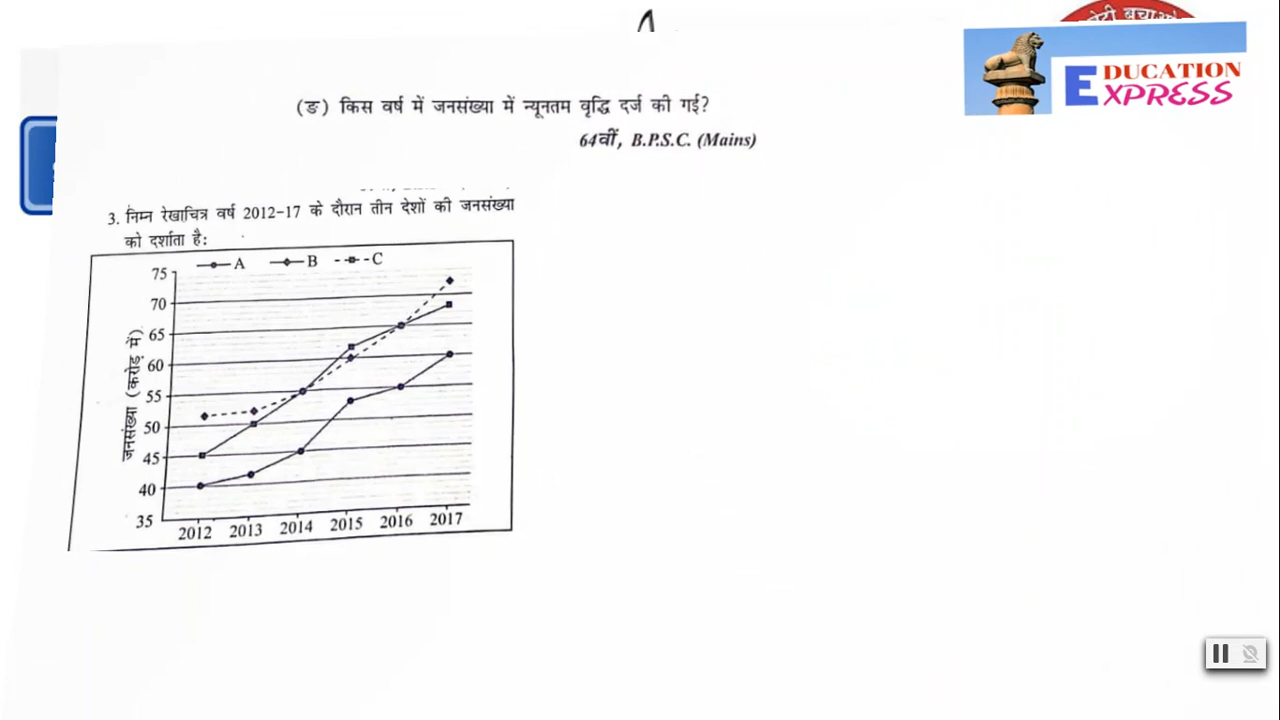 बेटी बचाओ
EDUCATION
EXPRESS
(ङ) किस वर्ष में जनसंख्या में न्यूनतम वृद्धि दर्ज की गई?
64वीं, B.P.S.C. (Mains)
3. निम्न रेखाचित्र वर्ष 2012-17 के दौरान तीन देशों की जनसंख्या
को दर्शाता है:
A B C
जनसंख्या (करोड़ में)
75
70
65
60
55
50
45
40
35
2012 2013 2014 2015 2016 2017